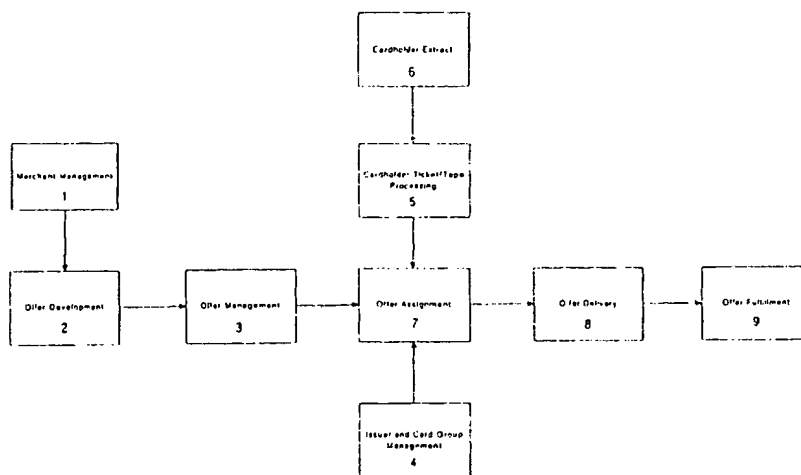 Cardholder Extract
6
Merchant Management
1
Cardholder Ticket/Tape
Processing
5
Offer Development
2
Offer Management
3
Offer Assignment
7
Offer Delivery
8
Offer Fulfillment
9
Issuer and Card Group
Management
4